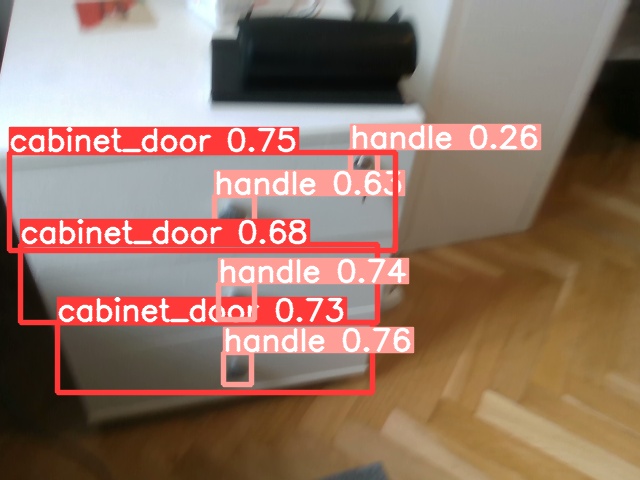 cabinet_door 0.75
handle 0.26
handle 0.63
cabinet_door 0.68
handle 0.74
cabinet_door 0.73
handle 0.76